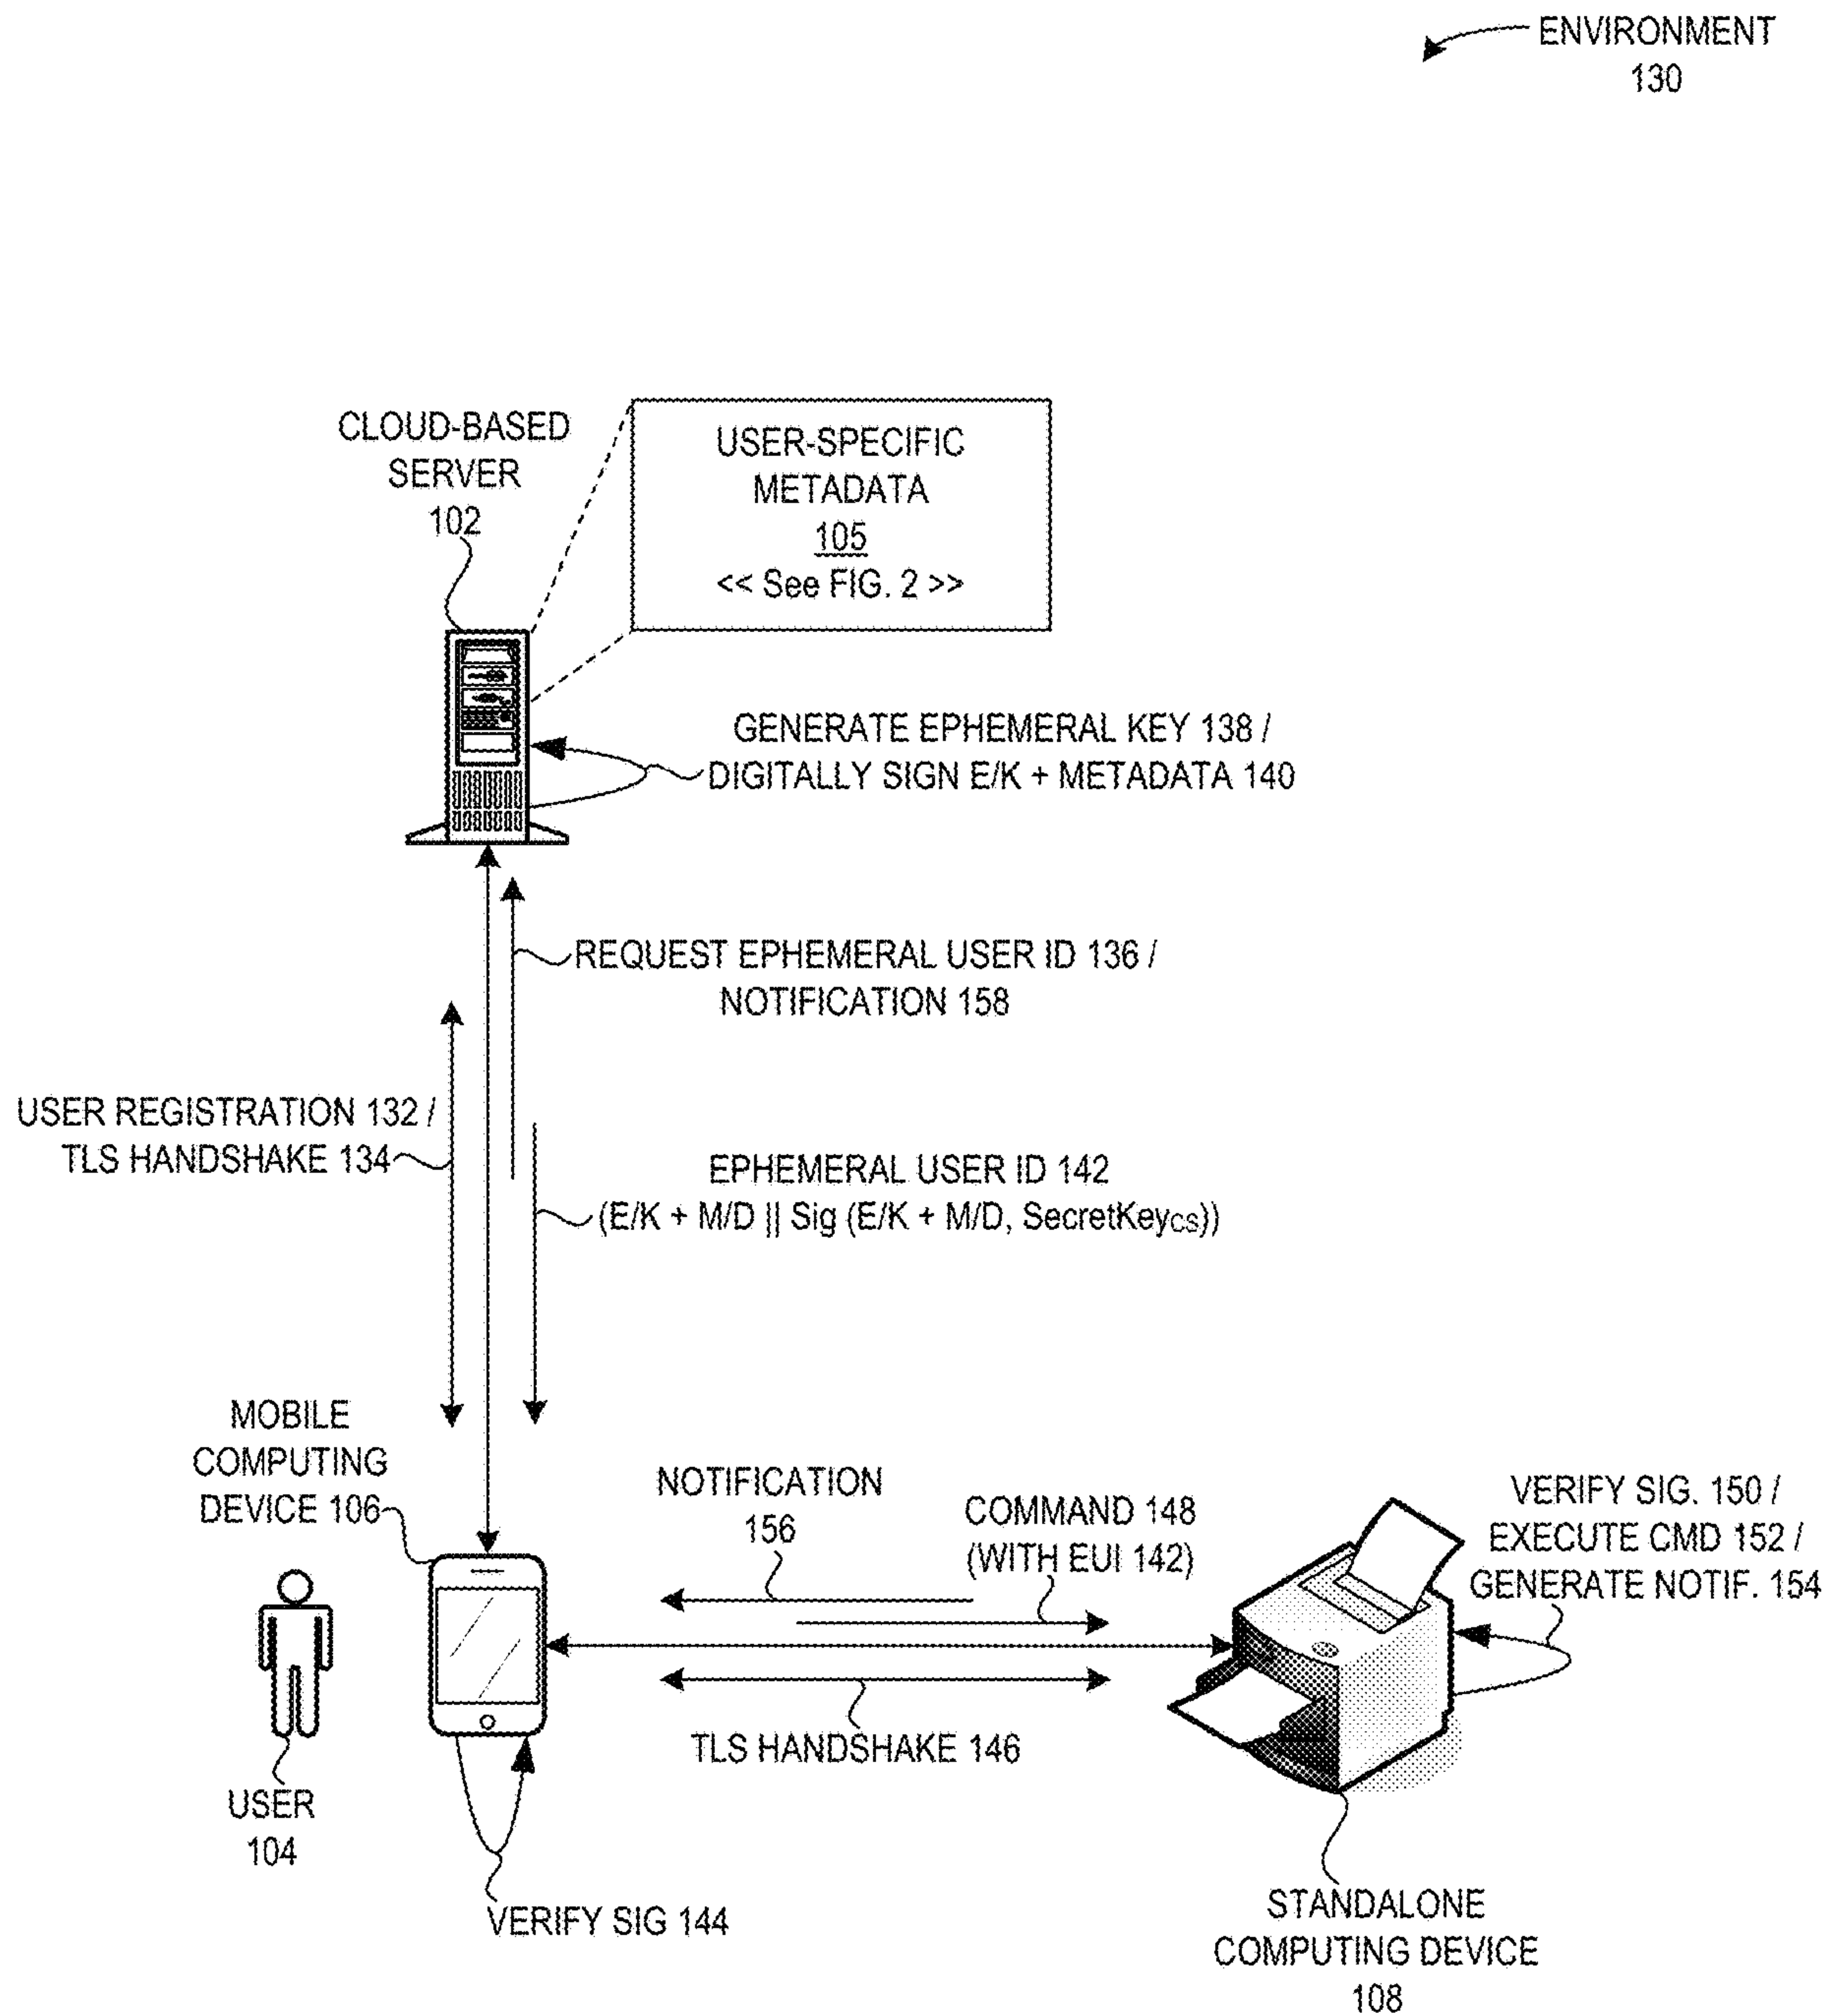 ENVIRONMENT
130
CLOUD-BASED
SERVER
102
USER-SPECIFIC
METADATA
105
<< See FIG. 2 >>
GENERATE EPHEMERAL KEY 138 /
DIGITALLY SIGN E/K + METADATA 140
REQUEST EPHEMERAL USER ID 136 /
NOTIFICATION 158
USER REGISTRATION 132 /
TLS HANDSHAKE 134
EPHEMERAL USER ID 142
(E/K + M/D || Sig (E/K + M/D, SecretKeyCS))
MOBILE
COMPUTING
DEVICE 106
NOTIFICATION
156
COMMAND 148
(WITH EUI 142)
VERIFY SIG. 150 /
EXECUTE CMD 152 /
GENERATE NOTIF. 154
TLS HANDSHAKE 146
USER
104
VERIFY SIG 144
STANDALONE
COMPUTING DEVICE
108